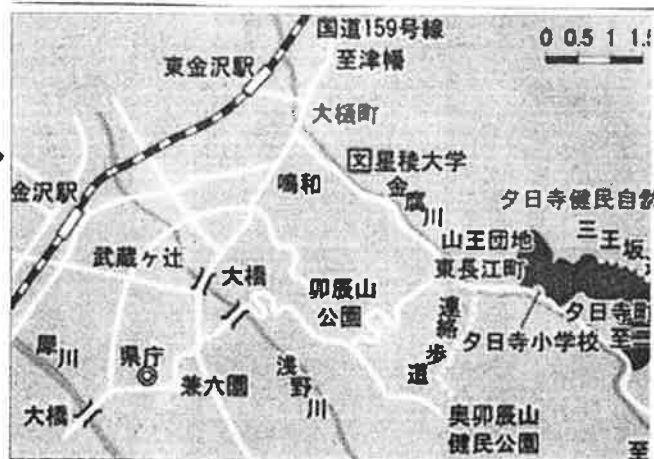 国道159号線
至津幡
0 0.5 1 1.5
東金沢駅
大樋町
文 星稜大学
鳴和
金腐川
金沢駅
夕日寺健民自然
山王団地
三王坂
武蔵ヶ辻
大橋
東長江町
卯辰山
公園
連絡歩道
夕日寺町
至
夕日寺小学校
犀川
県庁
浅野川
兼六園
大橋
奥卯辰山
健民公園
至